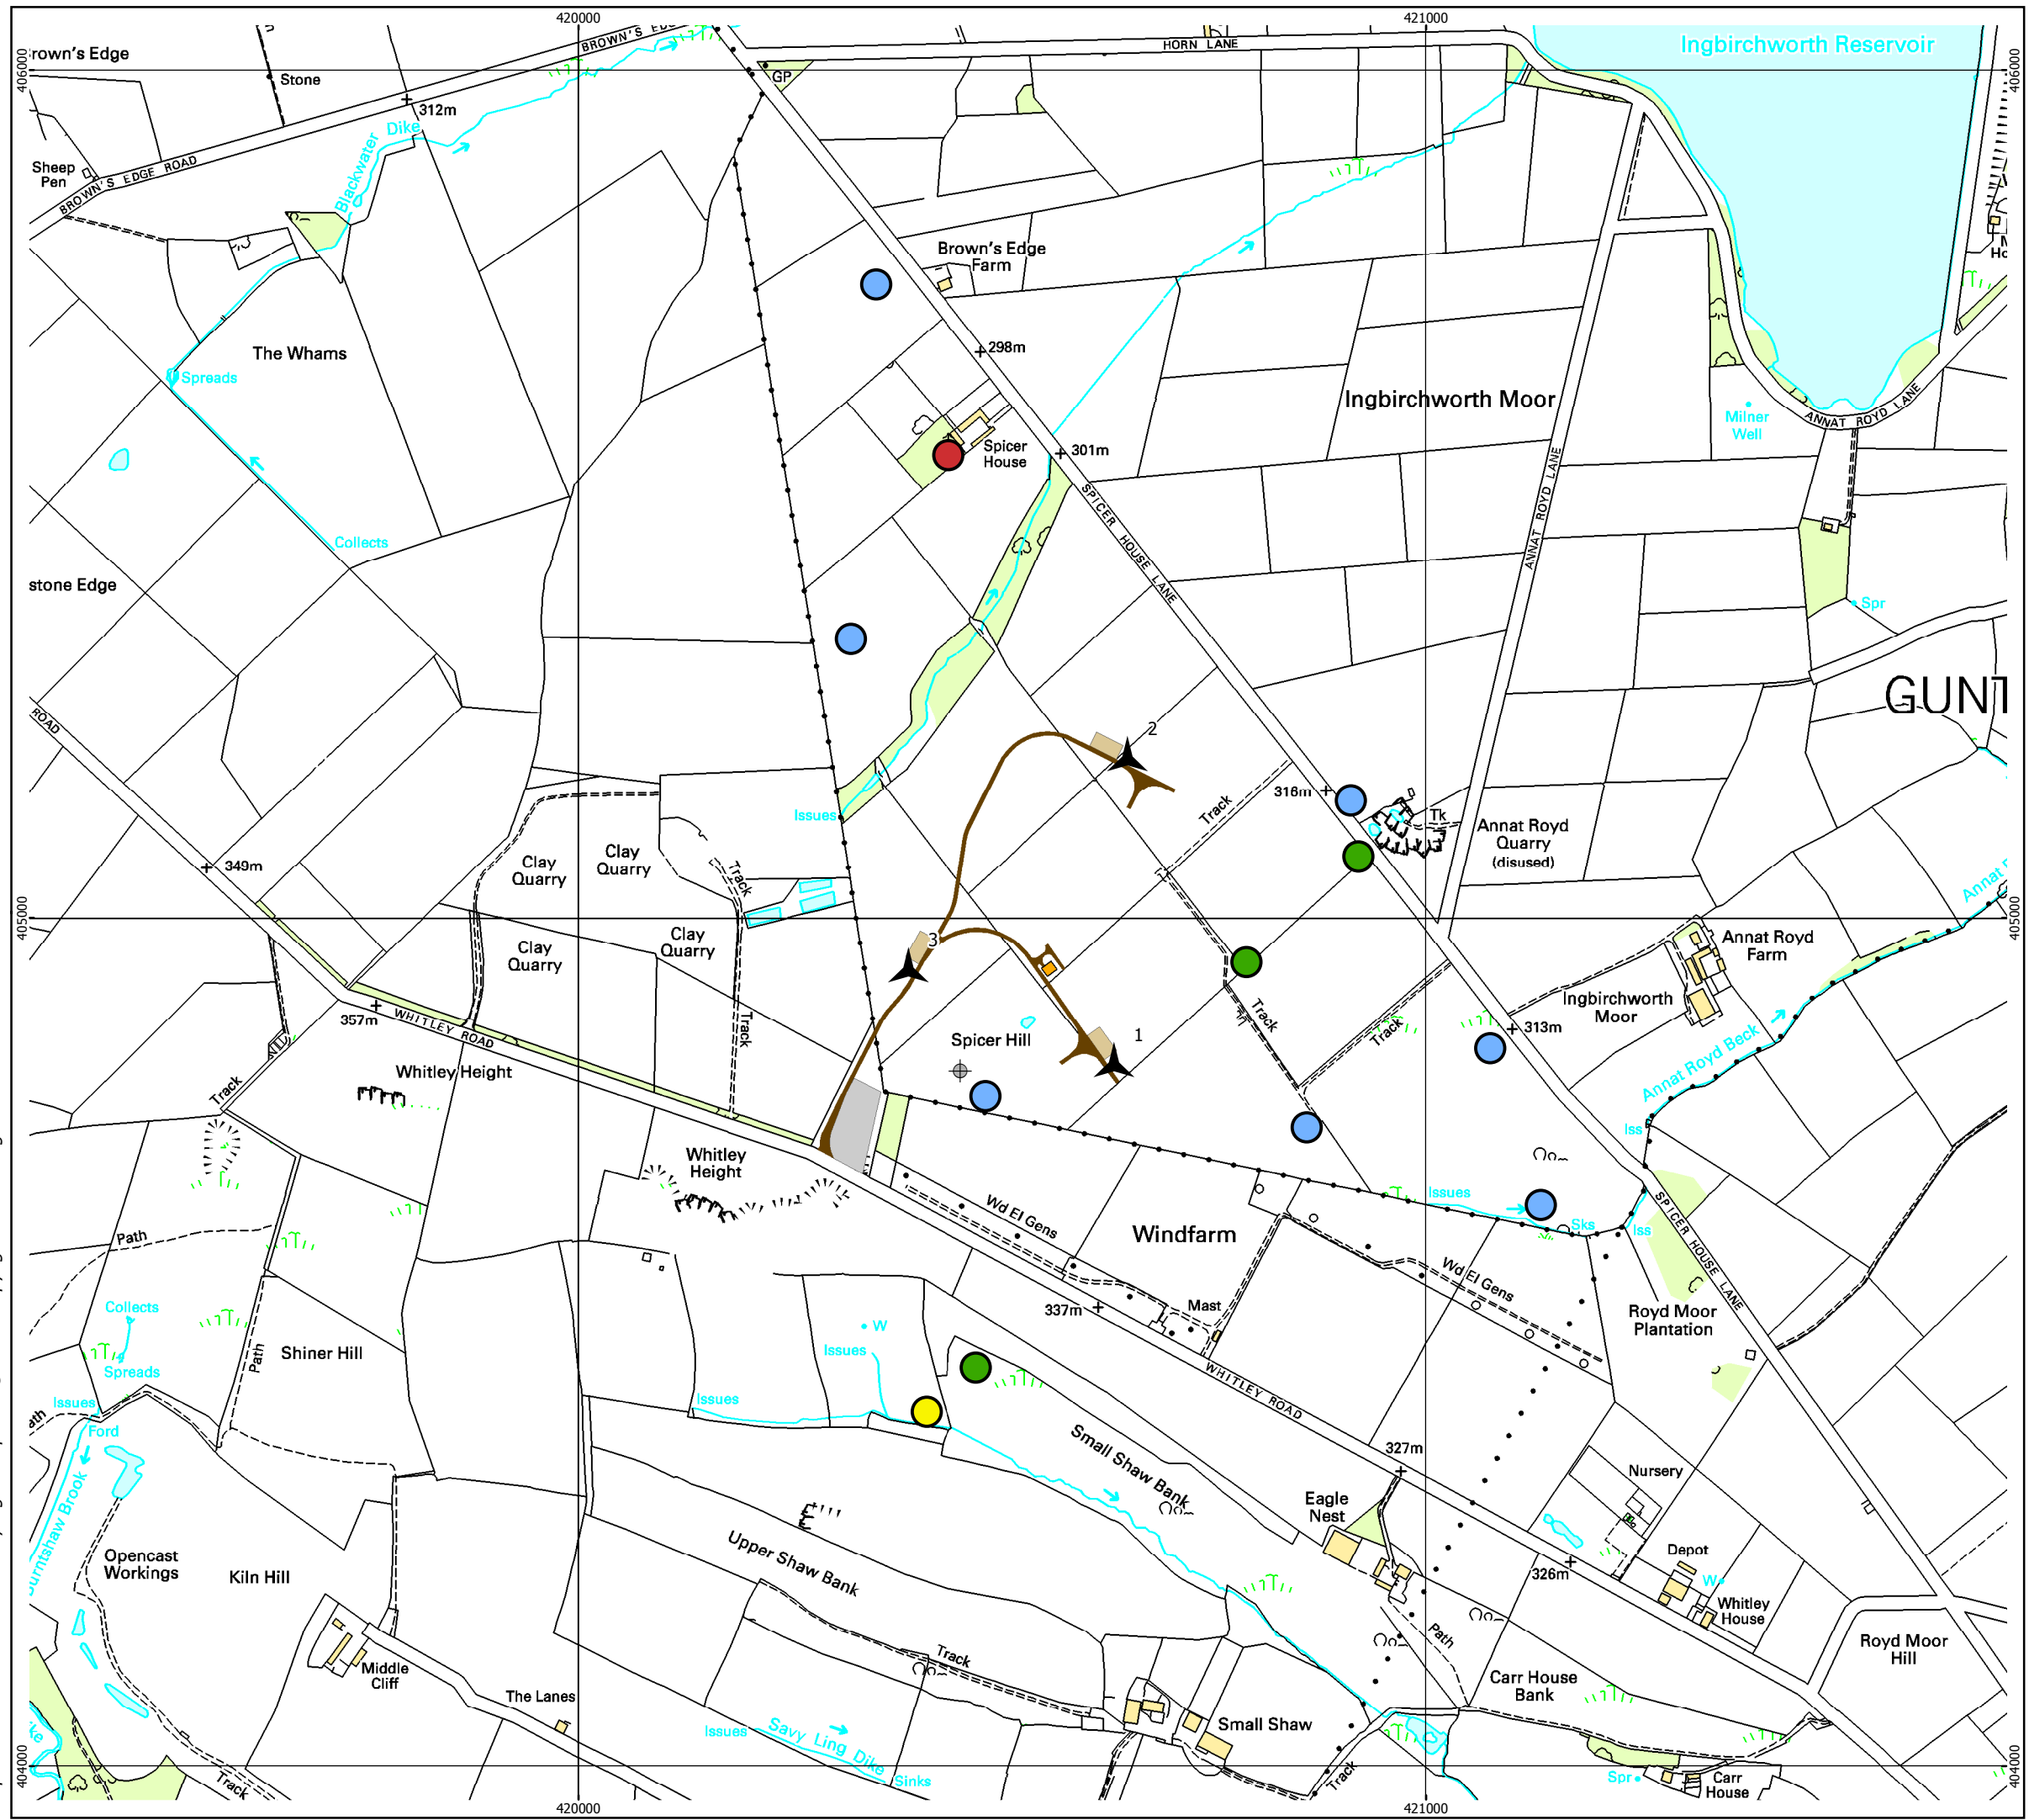 420000
421000
rown's Edge
BROWN'S EDGE
HORN LANE
Ingbirchworth Reservoir
406000
406000
Stone
GP
312m
Dike
Blackwater
Sheep
Pen
BROWN'S EDGE ROAD
Brown's Edge
Farm
The Whams
298m
Spreads
Ingbirchworth Moor
ANNAT ROYD LANE
Milner
Well
Spicer
House
301m
SPICER HOUSE LANE
ANNAT ROYD LANE
Collects
stone Edge
Spr
ROAD
GUNT
2
316m
Track
Issues
Tk
Annat Royd
Quarry
(disused)
Clay
Quarry
Clay
Quarry
Track
349m
Annat
405000
405000
3
Clay
Quarry
Clay
Quarry
Annat Royd
Farm
Ingbirchworth
Moor
357m
WHITLEY ROAD
Track
Track
Track
313m
Spicer Hill
1
Annat Royd Beck
Whitley Height
Track
Iss
Whitley
Height
Issues
Wd El Gens
Windfarm
Sks
Iss
SPICER HOUSE LANE
Path
Wd El Gens
Collects
337m
Mast
Royd Moor
Plantation
W
Issues
Shiner Hill
Path
Spreads
WHITLEY ROAD
Issues
Issues
ath
Ford
327m
Small Shaw Bank
Nursery
Eagle
Nest
Burntshaw Brook
Opencast
Workings
Kiln Hill
Upper Shaw Bank
Depot
326m
W
Whitley
House
Path
Royd Moor
Hill
Track
Middle
Cliff
Carr House
Bank
The Lanes
Small Shaw
Issues
Savy Ling Dike
ke
404000
404000
Sinks
Track
Track
Spr
Carr
House
420000
421000